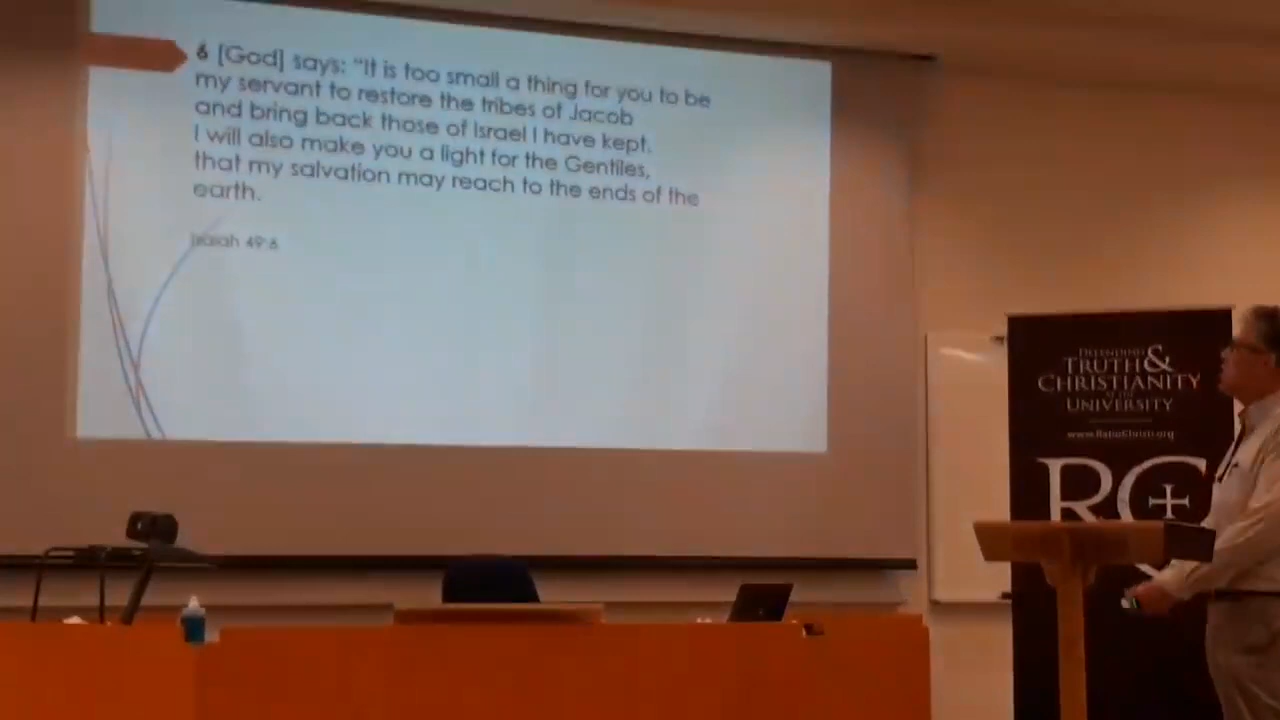 6 [God] says: "It is too small a thing for you to be
my servant to restore the tribes of Jacob
and bring back those of Israel I have kept.
I will also make you a light for the Gentiles,
that my salvation may reach to the ends of the
earth.
Isaiah 49:6
DEFENDING
TRUTH &
CHRISTIANITY
AT THE
UNIVERSITY
www.RatioChristi.org
RC